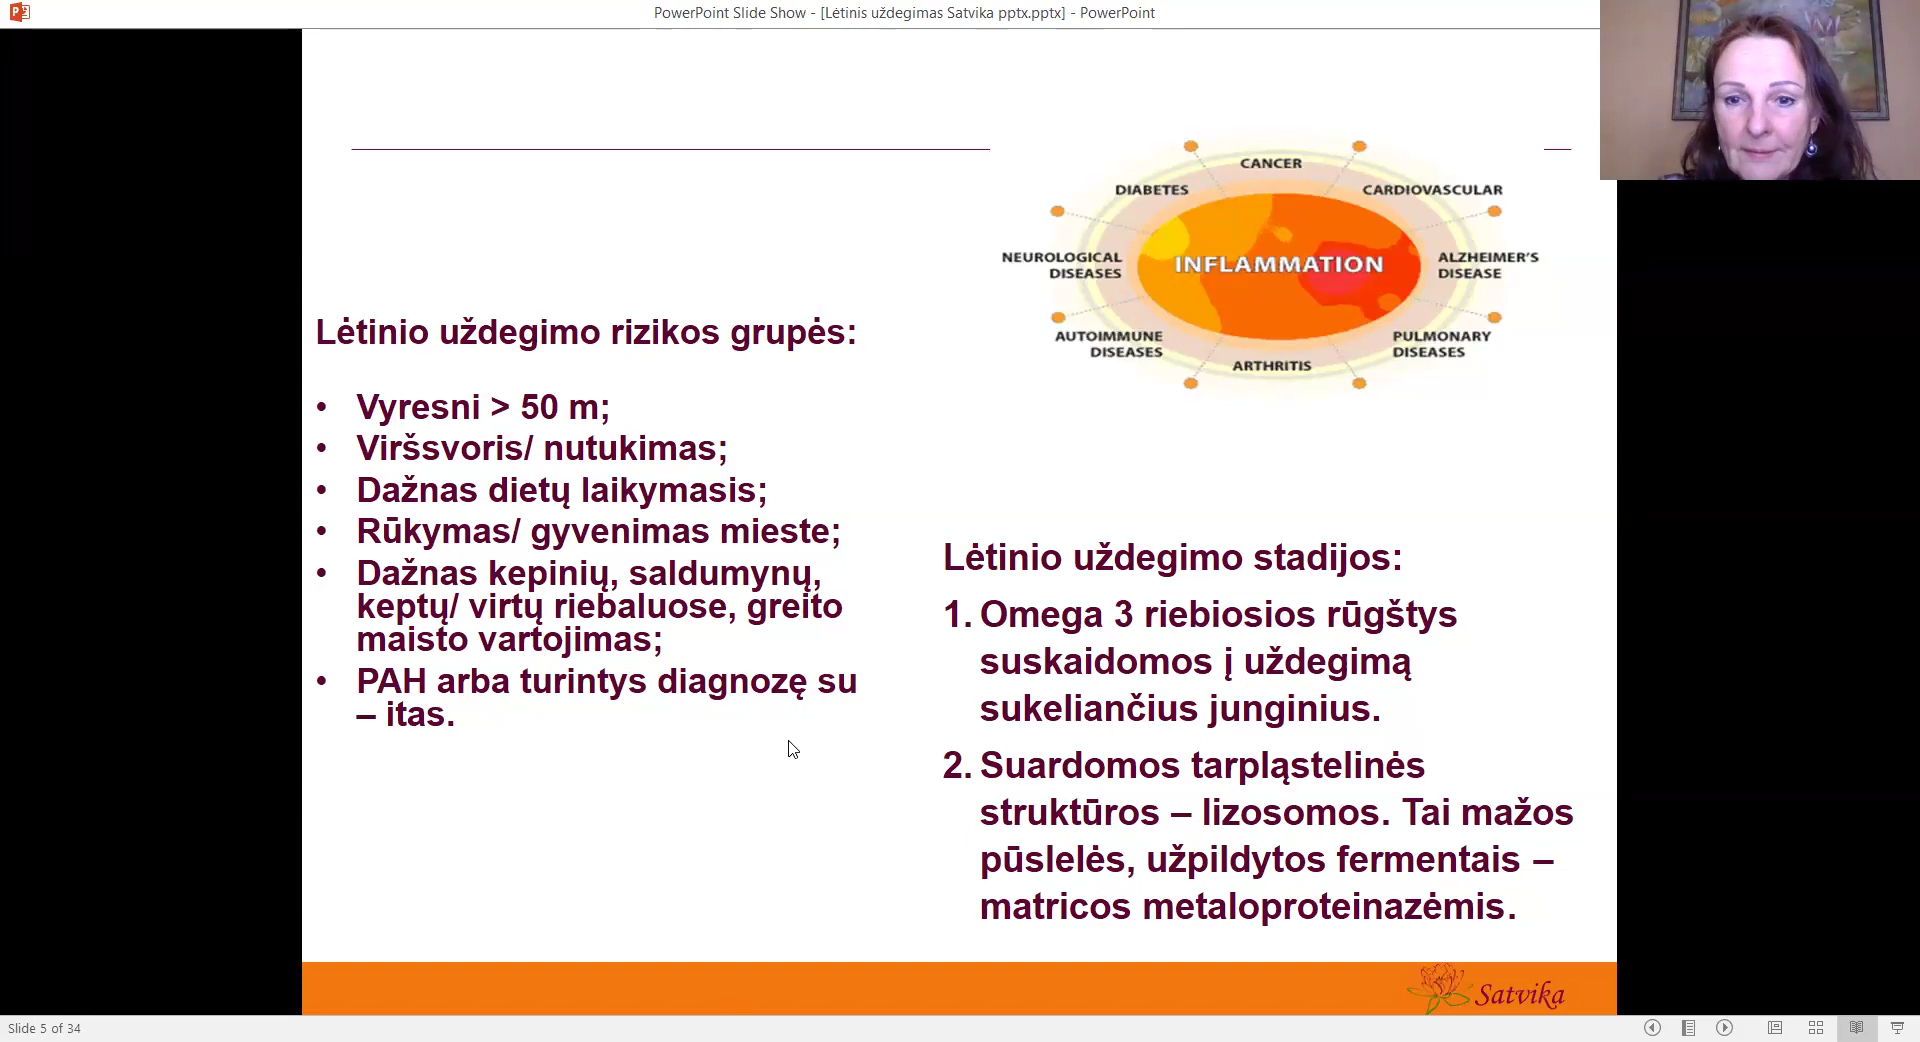 PowerPoint Slide Show - [Lėtinis uždegimas Satvika pptx.pptx] - PowerPoint
CANCER
DIABETES
CARDIOVASCULAR
NEUROLOGICAL
DISEASES
INFLAMMATION
ALZHEIMER'S
DISEASE
AUTOIMMUNE
DISEASES
PULMONARY
DISEASES
ARTHRITIS
Lėtinio uždegimo rizikos grupės:
• Vyresni > 50 m;
• Viršsvoris/ nutukimas;
• Dažnas dietų laikymasis;
• Rūkymas/ gyvenimas mieste;
• Dažnas kepinių, saldumynų,
keptų/ virtų riebaluose, greito
maisto vartojimas;
• PAH arba turintys diagnozę su
– itas.
Lėtinio uždegimo stadijos:
1. Omega 3 riebiosios rūgštys
suskaidomos į uždegimą
sukeliančius junginius.
2. Suardomos tarpląstelinės
struktūros – lizosomos. Tai mažos
pūslelės, užpildytos fermentais –
matricos metaloproteinazėmis.
Satvika
Slide 5 of 34